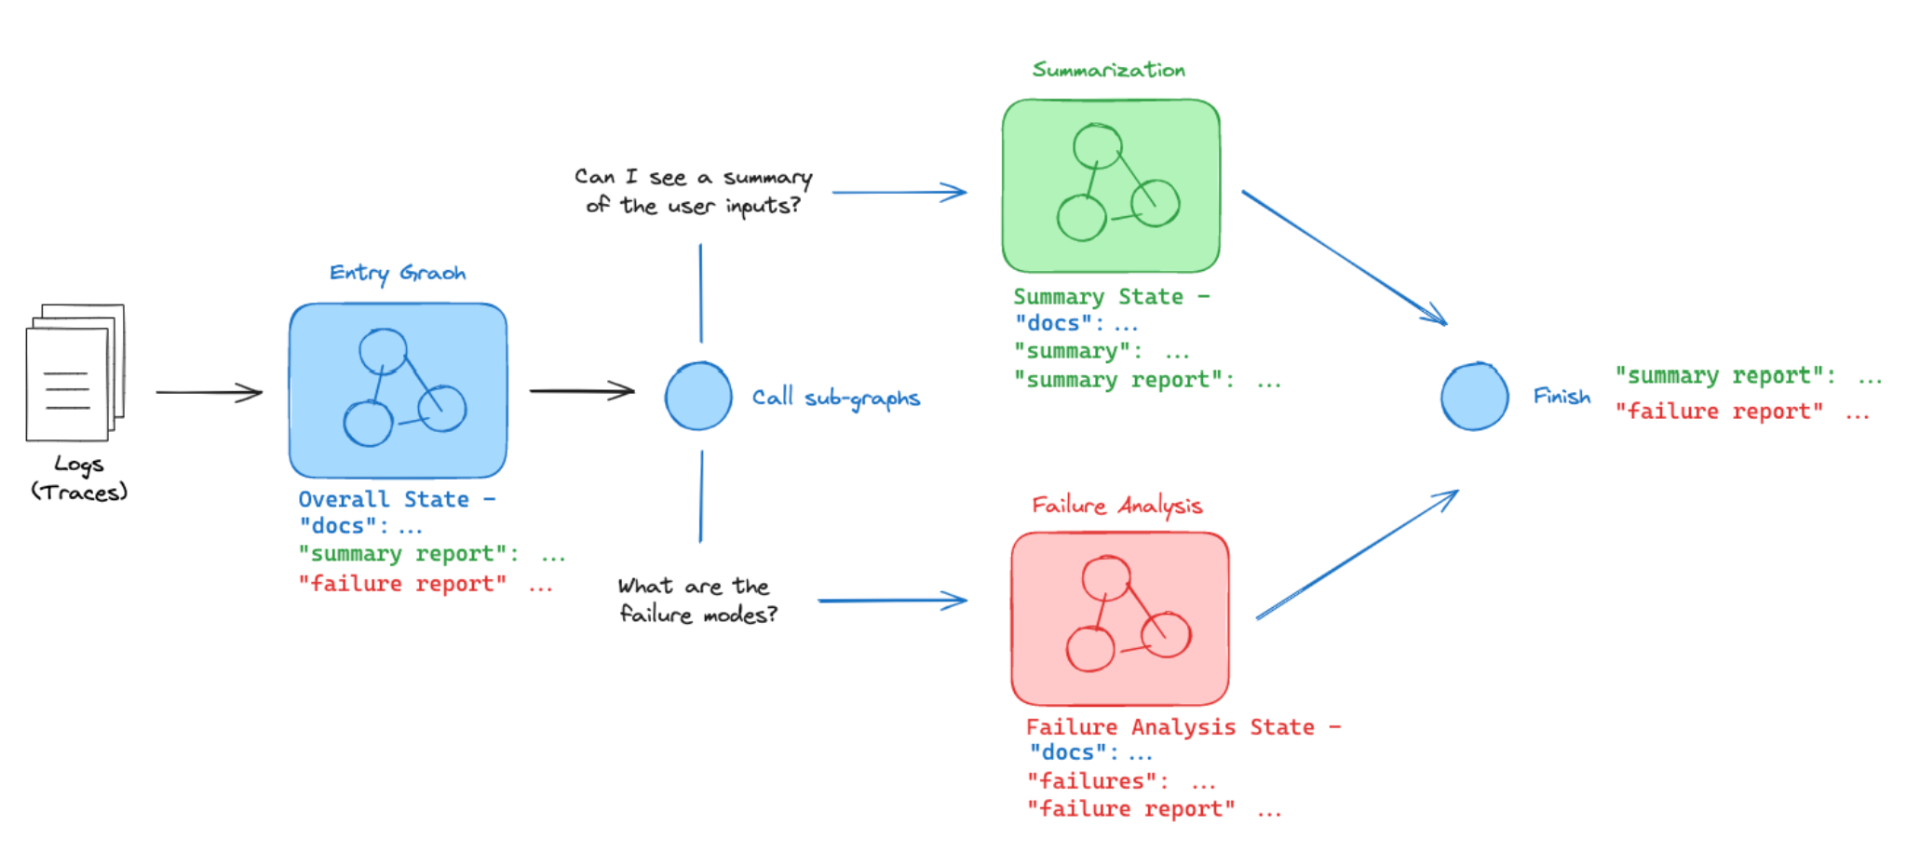 Summarization
Can I see a summary
of the user inputs?
Entry Graoh
Summary State –
"docs": ...
"summary": ...
"summary report": ...
Logs
(Traces)
Overall State –
"docs": ...
"summary report": ...
"failure report" ...
Call sub-graphs
Finish
"summary report": ...
"failure report" ...
What are the
failure modes?
Failure Analysis
Failure Analysis State –
"docs": ...
"failures": ...
"failure report" ...